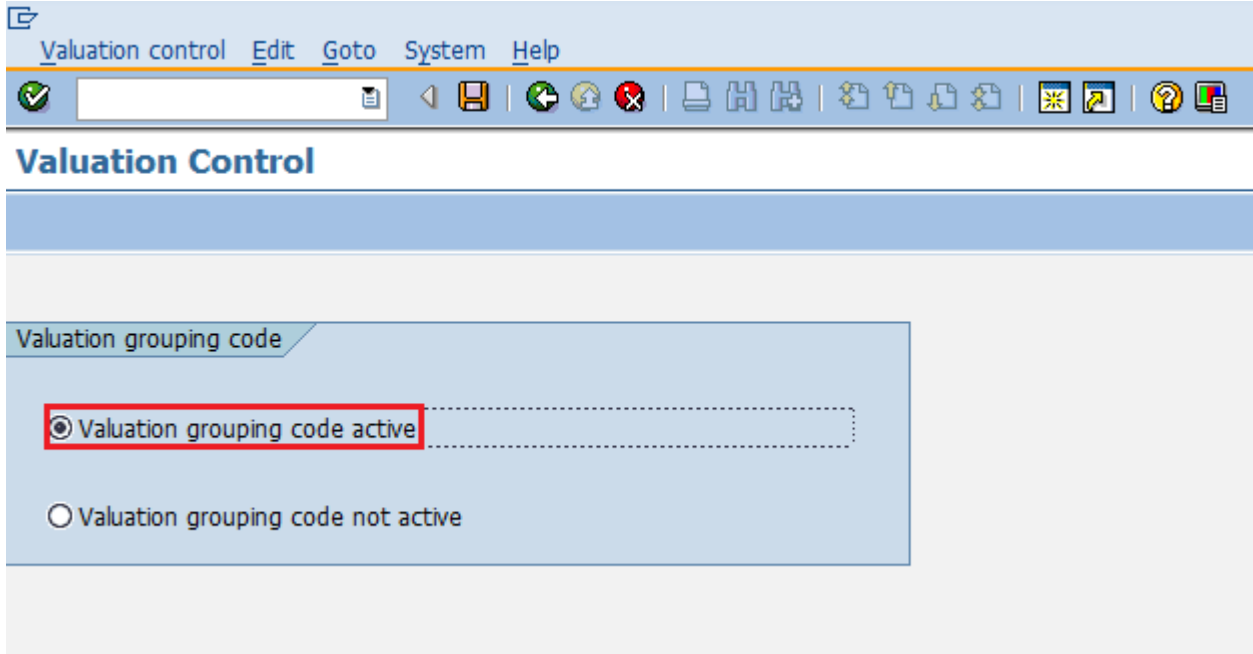 Valuation control Edit Goto System Help
Valuation Control
Valuation grouping code
Valuation grouping code active
Valuation grouping code not active